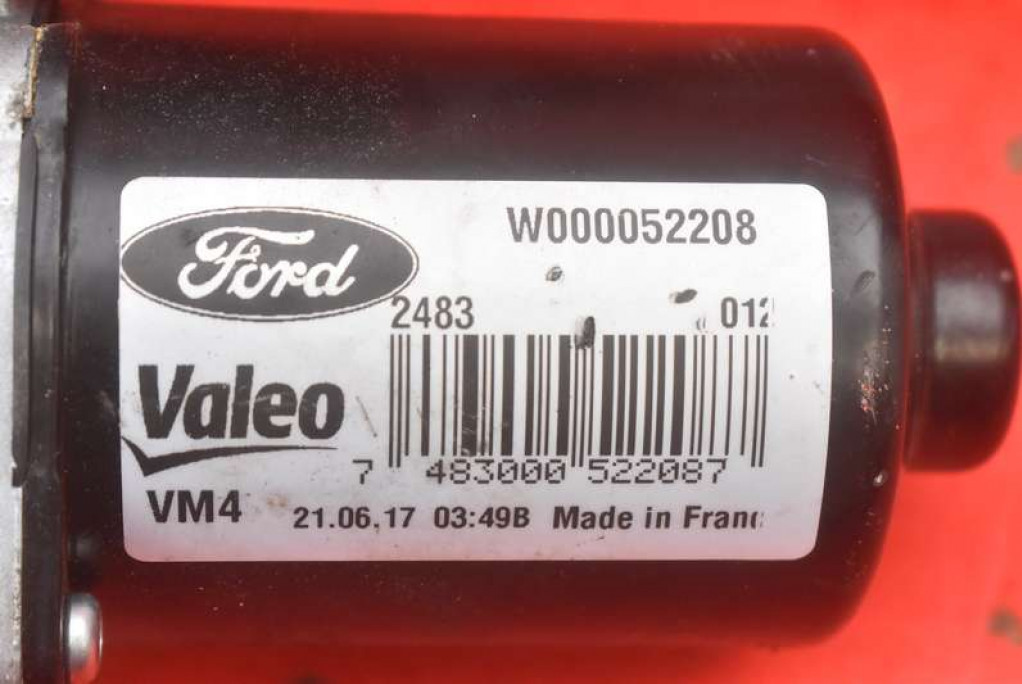 Ford
W000052208
2483
012
Valeo
7 483000 522087
VM4
21.06.17 03:49B Made in Franc